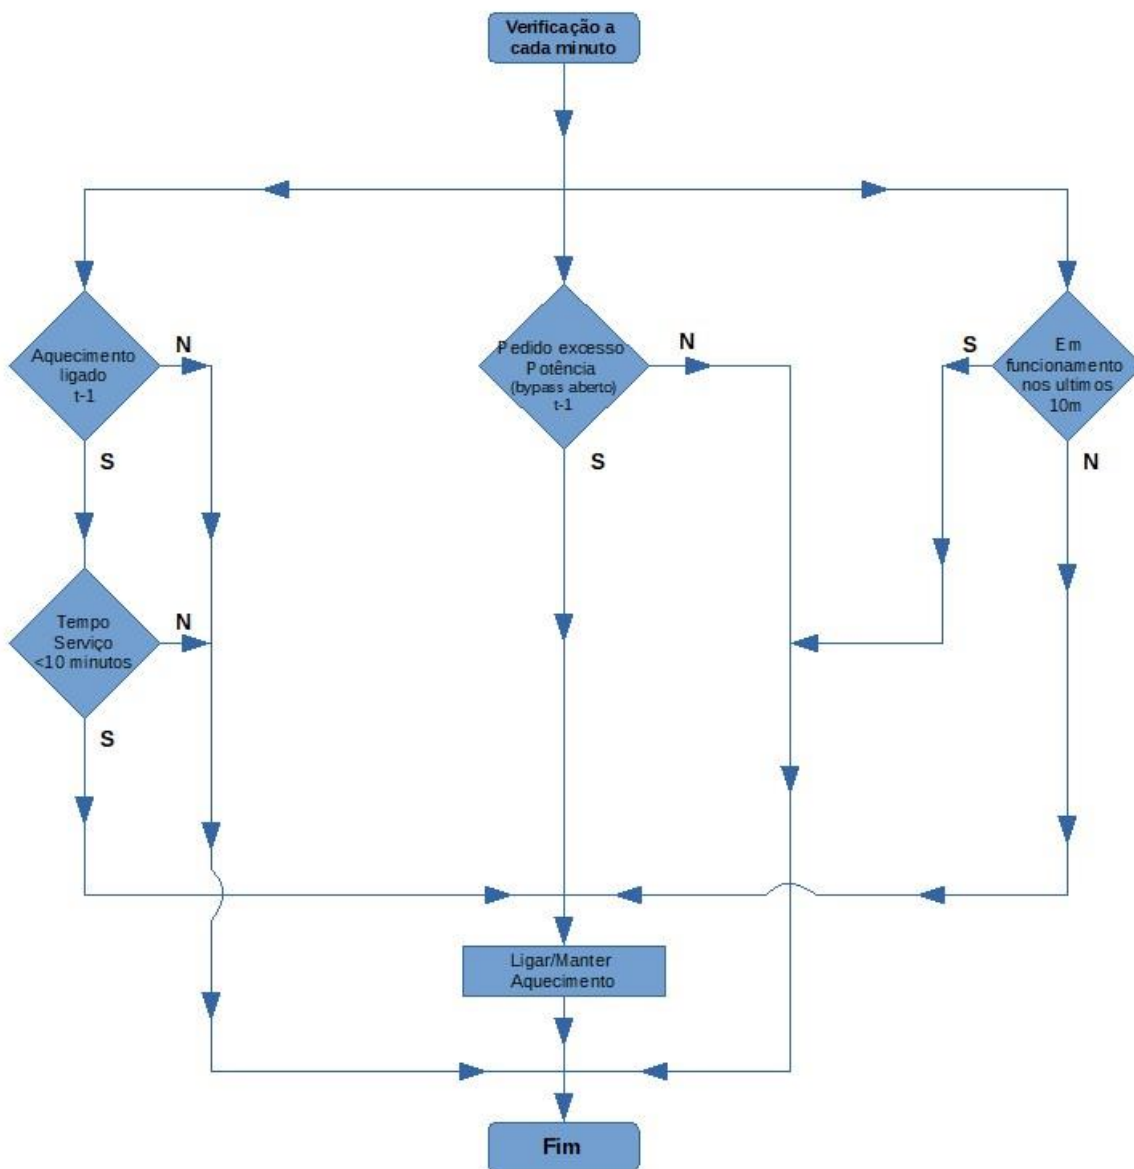 Verificação a
cada minuto
Aquecimento
ligado
t-1
N
S
Pedido excesso
Potência
(bypass aberto)
t-1
N
S
Em
funcionamento
nos ultimos
10m
S
N
Tempo
Serviço
<10 minutos
N
S
Ligar/Manter
Aquecimento
Fim